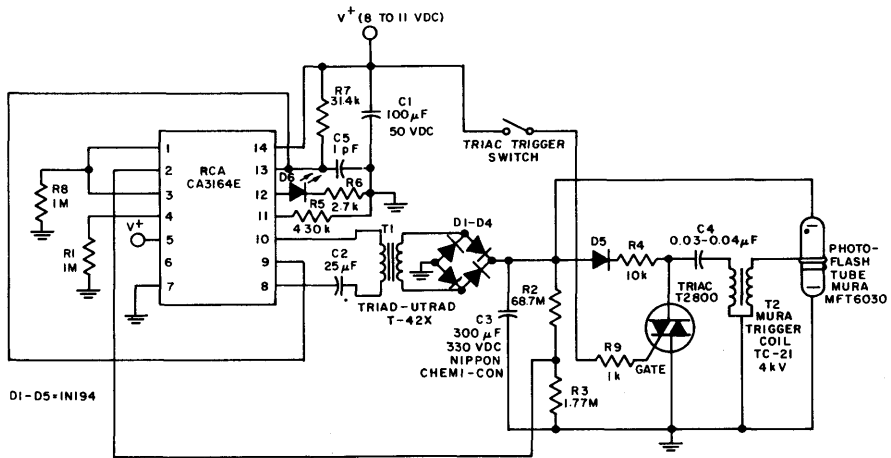 V+ (8 TO 11 VDC)
R7
31.4k
C1
100µF
50 VDC
C5
1pF
TRIAC TRIGGER
SWITCH
RCA
CA3164E
1
2
3
4
5
6
7
14
13
12
11
10
9
8
R8
1M
R1
1M
V+
D6
R6
2.7k
R5
430k
T1
C2
25µF
TRIAD-UTRAD
T-42X
D1-D4
C3
300µF
330 VDC
NIPPON
CHEMI-CON
R2
68.7M
R3
1.77M
D5
R4
10k
C4
0.03-0.04µF
TRIAC
T2800
R9
1k
GATE
T2
MURA
TRIGGER
COIL
TC-21
4kV
PHOTO-
FLASH
TUBE
MURA
MFT6030
D1-D5=IN194